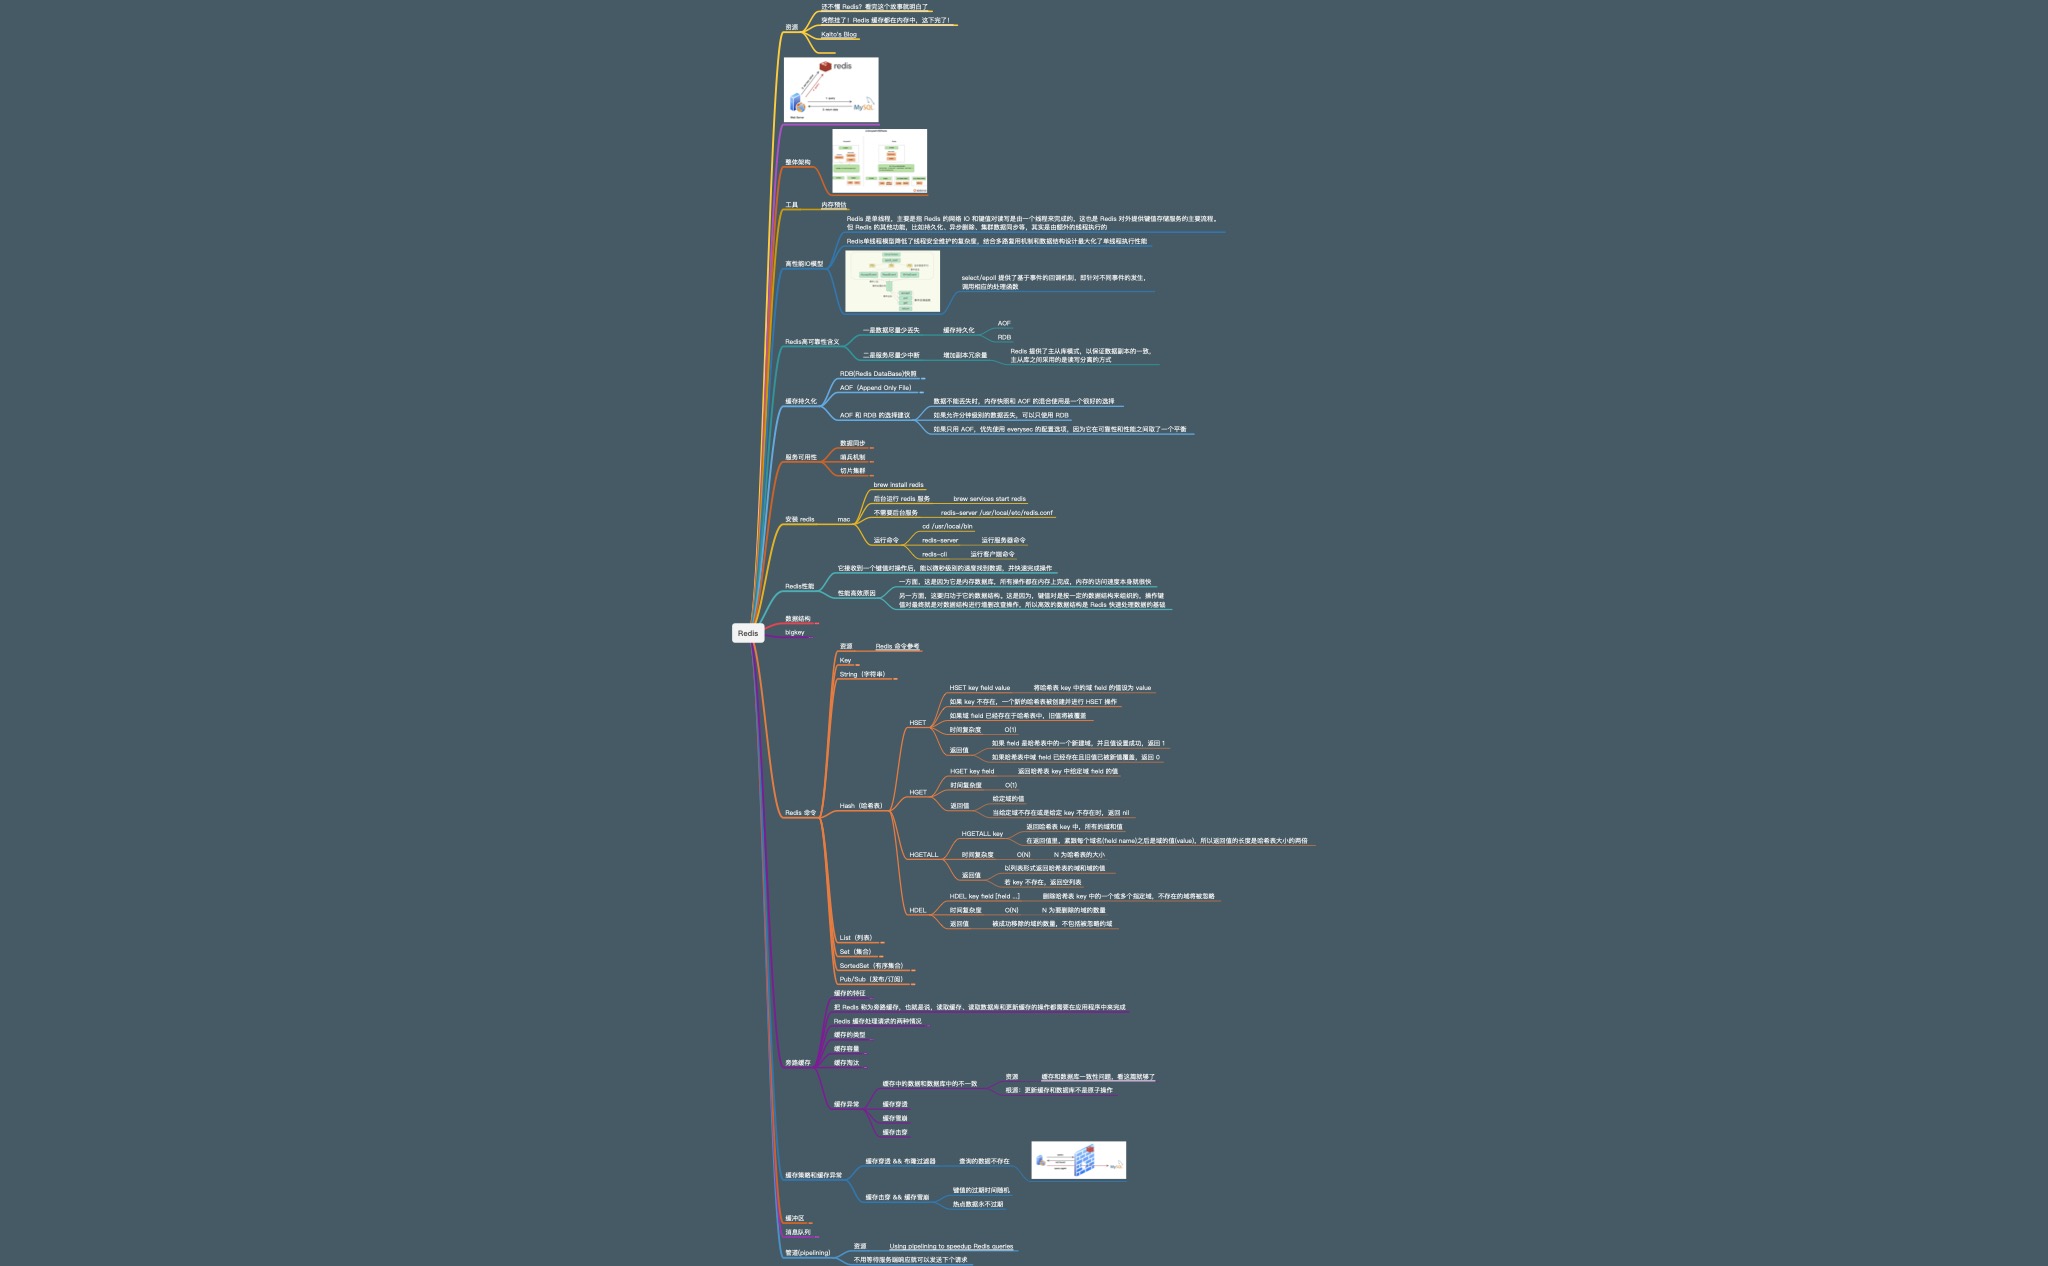 还不懂 Redis？看完这个故事就明白了
突然挂了！Redis 缓存都在内存中，这下完了！
资源
Kaito's Blog
redis
MySQL
Web Server
整体架构
工具
内存预估
Redis 是单线程，主要是指 Redis 的网络 IO 和键值对读写是由一个线程来完成的，这也是 Redis 对外提供键值存储服务的主要流程。
但 Redis 的其他功能，比如持久化、异步删除、集群数据同步等，其实是由额外的线程执行的
Redis单线程模型降低了线程安全维护的复杂度，结合多路复用机制和数据结构设计最大化了单线程执行性能
高性能IO模型
select/epoll 提供了基于事件的回调机制，即针对不同事件的发生，
调用相应的处理函数
Redis高可靠性含义
一是数据尽量少丢失
缓存持久化
AOF
RDB
二是服务尽量少中断
增加副本冗余量
Redis 提供了主从库模式，以保证数据副本的一致，
主从库之间采用的是读写分离的方式
缓存持久化
RDB(Redis DataBase)快照
AOF（Append Only File）
AOF 和 RDB 的选择建议
数据不能丢失时，内存快照和 AOF 的混合使用是一个很好的选择
如果允许分钟级别的数据丢失，可以只使用 RDB
如果只用 AOF，优先使用 everysec 的配置选项，因为它在可靠性和性能之间取了一个平衡
服务可用性
数据同步
哨兵机制
切片集群
安装 redis
mac
brew install redis
后台运行 redis 服务
brew services start redis
不需要后台服务
redis-server /usr/local/etc/redis.conf
运行命令
cd /usr/local/bin
redis-server
运行服务器命令
redis-cli
运行客户端命令
Redis性能
它接收到一个键值对操作后，能以微秒级别的速度找到数据，并快速完成操作
性能高效原因
一方面，这是因为它是内存数据库，所有操作都在内存上完成，内存的访问速度本身就很快
另一方面，这要归功于它的数据结构。这是因为，键值对是按一定的数据结构来组织的，操作键
值对最终就是对数据结构进行增删改查操作，所以高效的数据结构是 Redis 快速处理数据的基础
数据结构
bigkey
Redis
Redis 命令
资源
Redis 命令参考
Key
String（字符串）
Hash（哈希表）
HSET
HSET key field value
将哈希表 key 中的域 field 的值设为 value
如果 key 不存在，一个新的哈希表被创建并进行 HSET 操作
如果域 field 已经存在于哈希表中，旧值将被覆盖
时间复杂度
O(1)
返回值
如果 field 是哈希表中的一个新建域，并且值设置成功，返回 1
如果哈希表中域 field 已经存在且旧值已被新值覆盖，返回 0
HGET
HGET key field
返回哈希表 key 中给定域 field 的值
时间复杂度
O(1)
返回值
给定域的值
当给定域不存在或是给定 key 不存在时，返回 nil
HGETALL
HGETALL key
返回哈希表 key 中，所有的域和值
在返回值里，紧跟每个域名(field name)之后是域的值(value)，所以返回值的长度是哈希表大小的两倍
时间复杂度
O(N)
N 为哈希表的大小
返回值
以列表形式返回哈希表的域和域的值
若 key 不存在，返回空列表
HDEL
HDEL key field [field ...]
删除哈希表 key 中的一个或多个指定域，不存在的域将被忽略
时间复杂度
O(N)
N 为要删除的域的数量
返回值
被成功移除的域的数量，不包括被忽略的域
List（列表）
Set（集合）
SortedSet（有序集合）
Pub/Sub（发布/订阅）
旁路缓存
缓存的特征
把 Redis 称为旁路缓存，也就是说，读取缓存、读取数据库和更新缓存的操作都需要在应用程序中来完成
Redis 缓存处理请求的两种情况
缓存的类型
缓存容量
缓存淘汰
缓存异常
缓存中的数据和数据库中的不一致
资源
缓存和数据库一致性问题，看这篇就够了
根源：更新缓存和数据库不是原子操作
缓存穿透
缓存雪崩
缓存击穿
缓存策略和缓存异常
缓存穿透 && 布隆过滤器
查询的数据不存在
MySQL
缓存击穿 && 缓存雪崩
键值的过期时间随机
热点数据永不过期
缓冲区
消息队列
管道(pipelining)
资源
Using pipelining to speedup Redis queries
不用等待服务端响应就可以发送下个请求